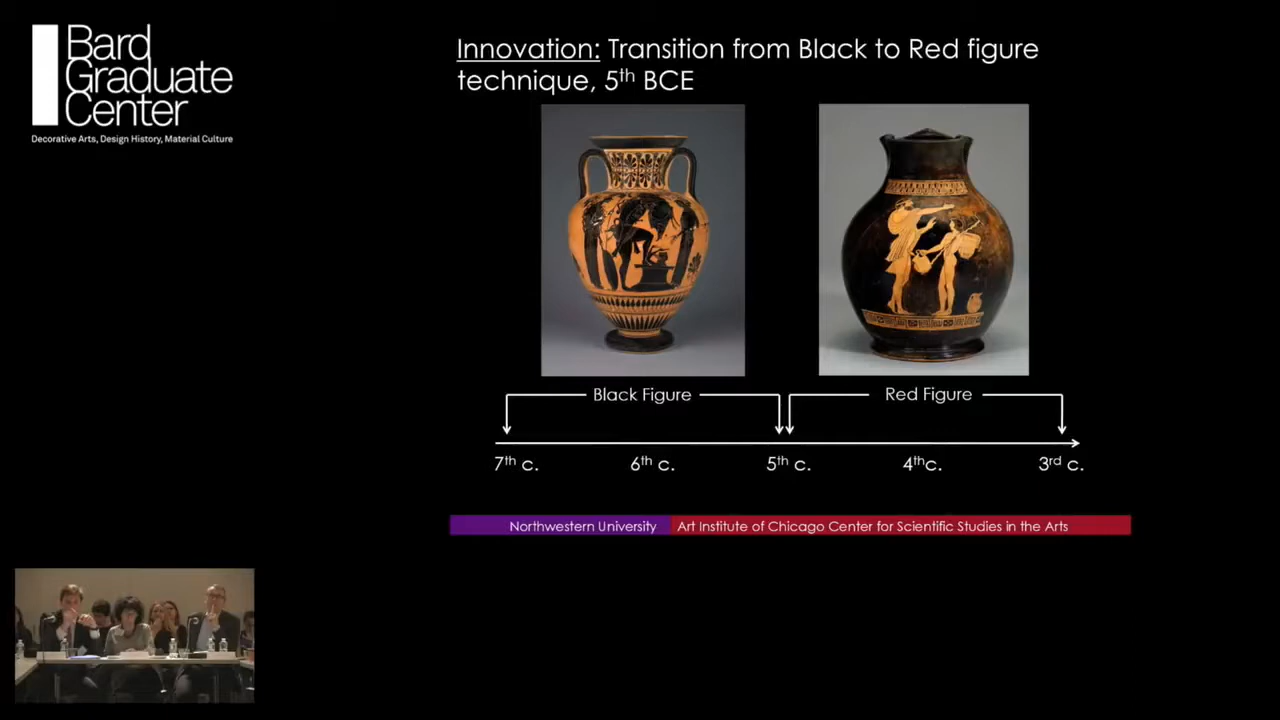 Bard
Graduate
Center
Decorative Arts, Design History, Material Culture
Innovation: Transition from Black to Red figure
technique, 5th BCE
Black Figure
Red Figure
7th c.
6th c.
5th c.
4thc.
3rd c.
Northwestern University
Art Institute of Chicago Center for Scientific Studies in the Arts